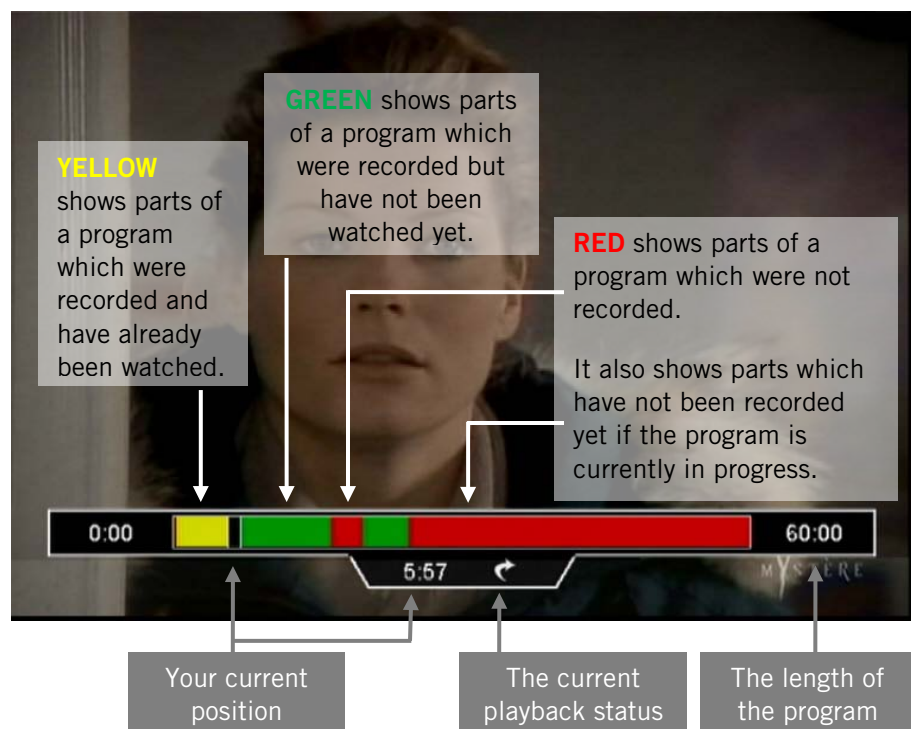 GREEN shows parts
of a program which
were recorded but
have not been
watched yet.
YELLOW
shows parts of
a program
which were
recorded and
have already
been watched.
RED shows parts of a
program which were not
recorded.
It also shows parts which
have not been recorded
yet if the program is
currently in progress.
0:00
60:00
5:57
MYSTÈRE
Your current
position
The current
playback status
The length of
the program